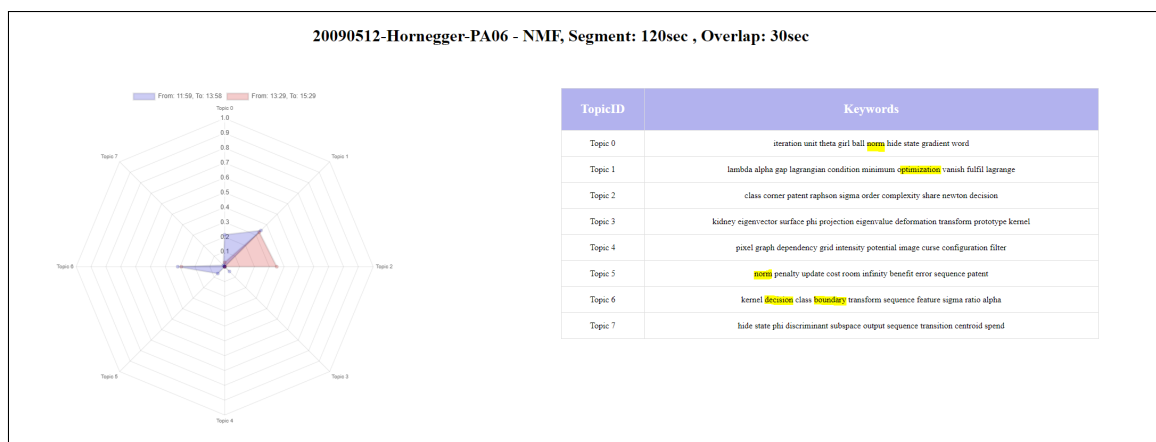 20090512-Hornegger-PA06 - NMF, Segment: 120sec , Overlap: 30sec
From: 11:59, To: 13:58 From: 13:29, To: 15:29
Topic 0
1.0
0.9
0.8
0.7
0.6
0.5
0.4
0.3
0.2
0.1
Topic 7
Topic 1
Topic 6
Topic 2
Topic 5
Topic 3
Topic 4
TopicID Keywords
Topic 0 iteration unit theta girl ball norm hide state gradient word
Topic 1 lambda alpha gap lagrangian condition minimum optimization vanish fulfil lagrange
Topic 2 class corner patent raphson sigma order complexity share newton decision
Topic 3 kidney eigenvector surface phi projection eigenvalue deformation transform prototype kernel
Topic 4 pixel graph dependency grid intensity potential image curse configuration filter
Topic 5 norm penalty update cost room infinity benefit error sequence patent
Topic 6 kernel decision class boundary transform sequence feature sigma ratio alpha
Topic 7 hide state phi discriminant subspace output sequence transition centroid spend